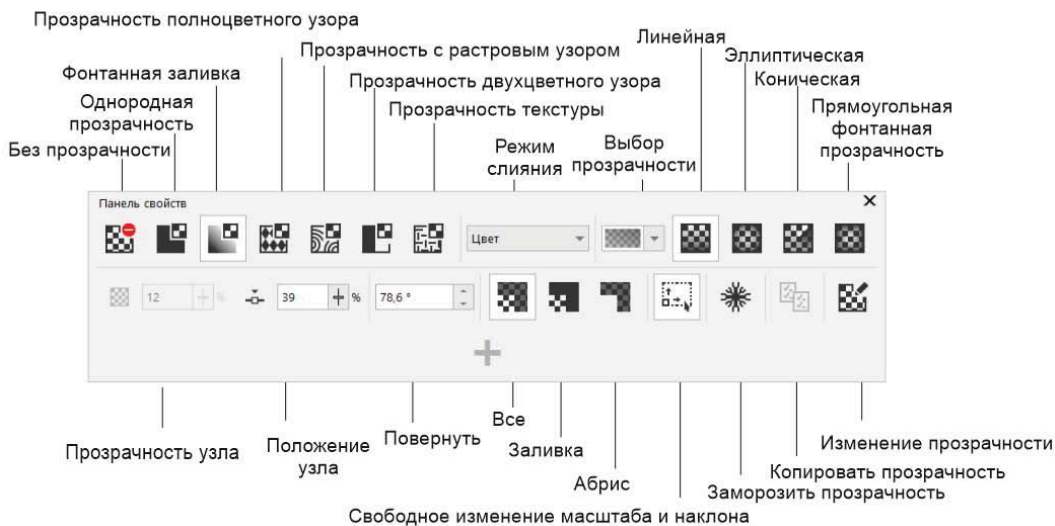 Прозрачность полноцветного узора
Линейная
Прозрачность с растровым узором
Эллиптическая
Фонтанная заливка
Прозрачность двухцветного узора
Коническая
Однородная
прозрачность
Прозрачность текстуры
Прямоугольная
фонтанная
прозрачность
Без прозрачности
Режим
слияния
Выбор
прозрачности
Панель свойств
Цвет
12 %
39 %
78,6 °
Все
Прозрачность узла
Положение
узла
Повернуть
Заливка
Изменение прозрачности
Абрис
Копировать прозрачность
Заморозить прозрачность
Свободное изменение масштаба и наклона